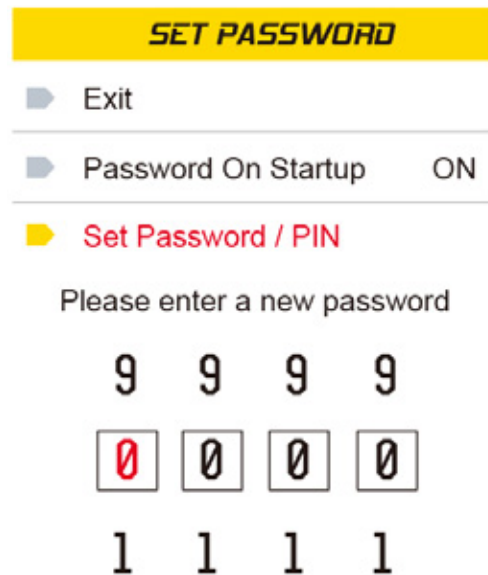 SET PASSWORD
Exit
Password On Startup ON
Set Password / PIN
Please enter a new password
9 9 9 9
0 0 0 0
1 1 1 1